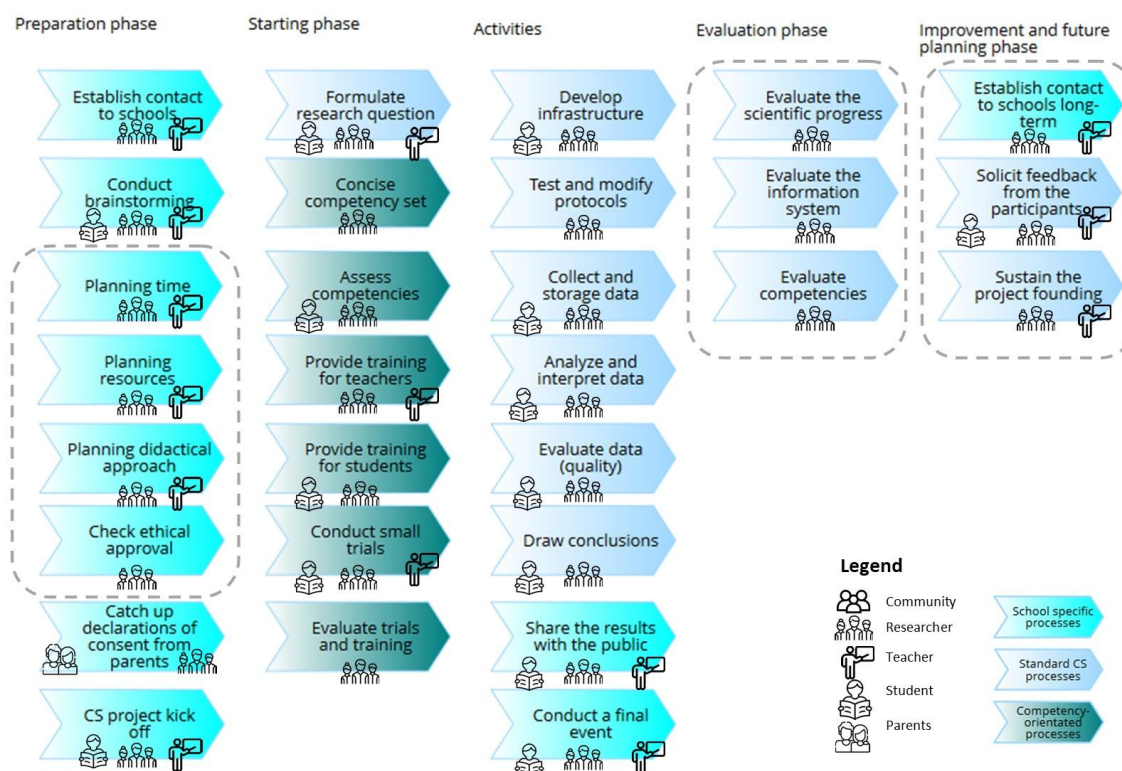 Preparation phase
Establish contact
to schools
Conduct
brainstorming
Planning time
Planning
resources
Planning didactical
approach
Check ethical
approval
Catch up
declarations of
consent from
parents
CS project kick
off
Starting phase
Formulate
research question
Concise
competency set
Assess
competencies
Provide training
for teachers
Provide training
for students
Conduct small
trials
Evaluate trials
and training
Activities
Develop
infrastructure
Test and modify
protocols
Collect and
storage data
Analyze and
interpret data
Evaluate data
(quality)
Draw conclusions
Share the results
with the public
Conduct a final
event
Evaluation phase
Evaluate the
scientific progress
Evaluate the
information
system
Evaluate
competencies
Improvement and future
planning phase
Establish contact
to schools long-
term
Solicit feedback
from the
participants
Sustain the
project founding
Legend
Community
Researcher
Teacher
Student
Parents
School specific
processes
Standard CS
processes
Competency-
orientated
processes